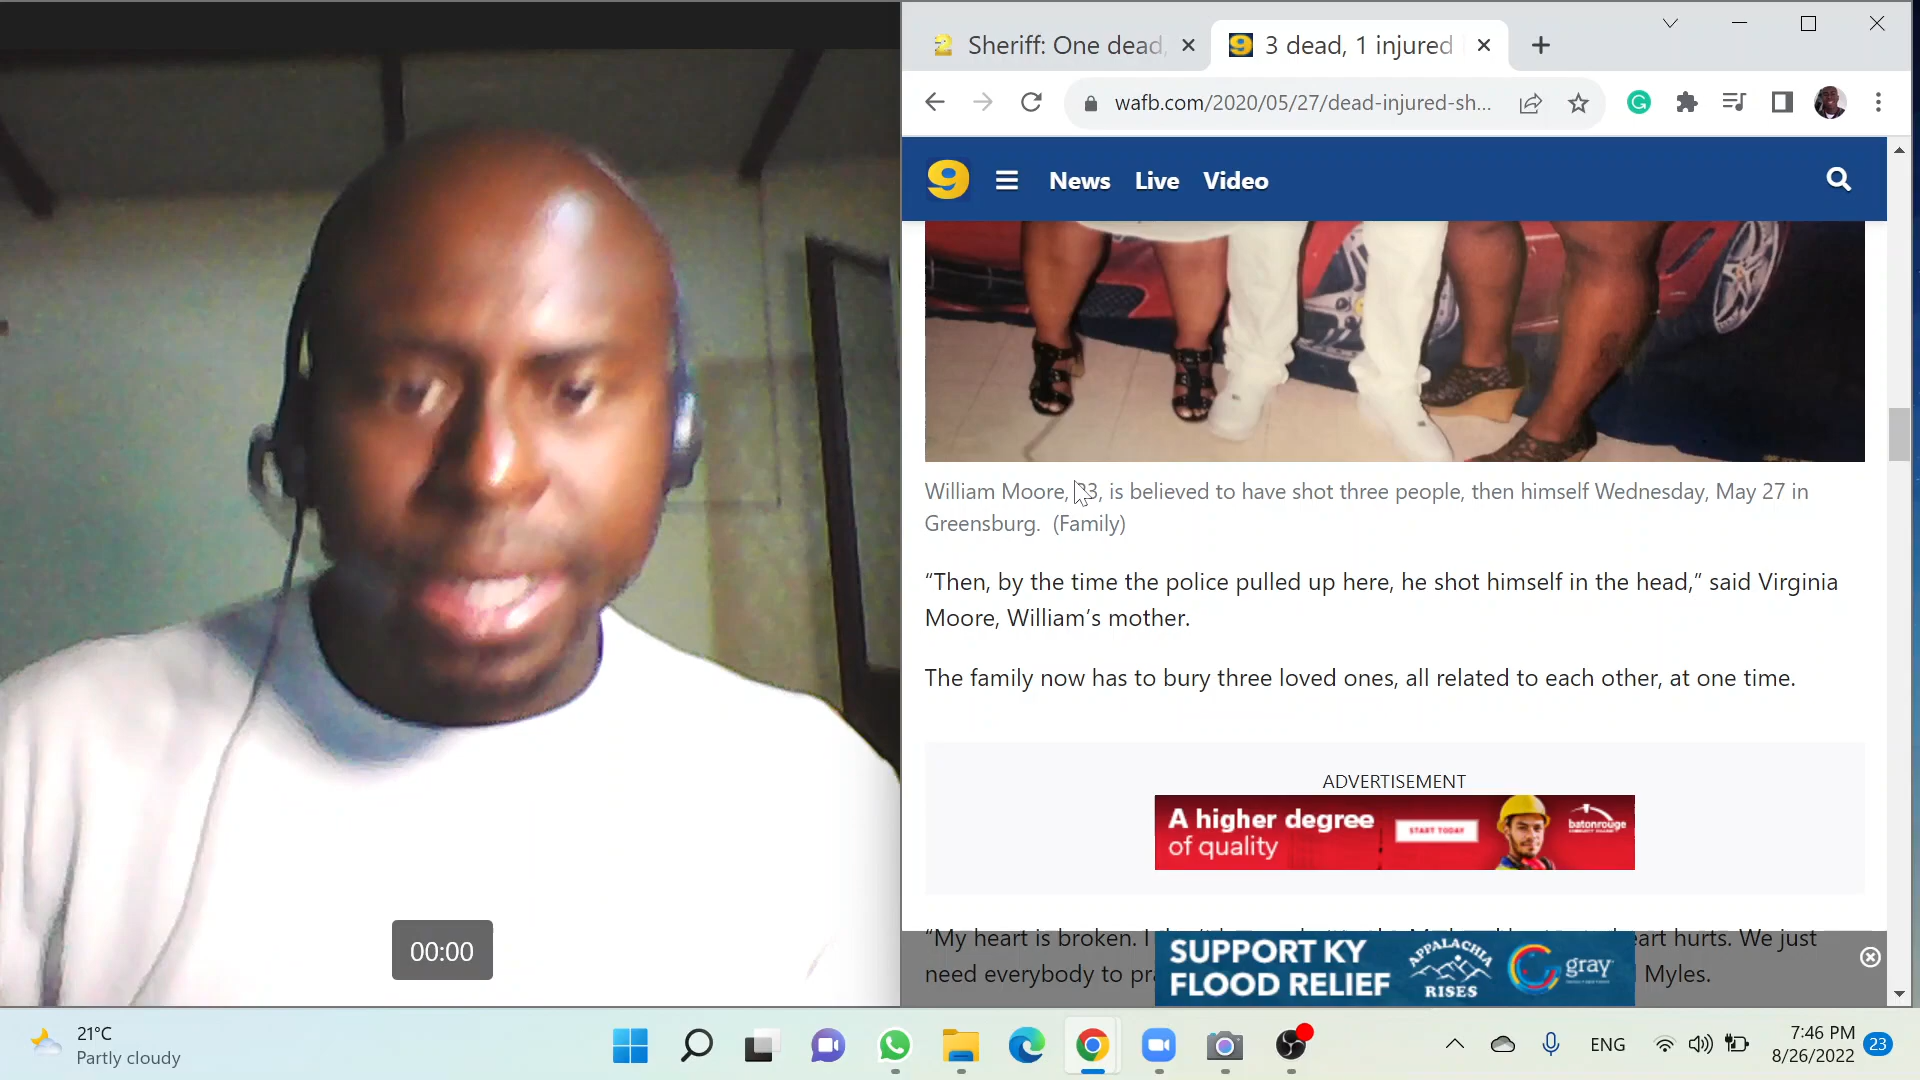 Sheriff: One dead,
3 dead, 1 injured
wafb.com/2020/05/27/dead-injured-sh...
9 News Live Video
William Moore, 3, is believed to have shot three people, then himself Wednesday, May 27 in
Greensburg. (Family)
“Then, by the time the police pulled up here, he shot himself in the head,” said Virginia
Moore, William’s mother.
The family now has to bury three loved ones, all related to each other, at one time.
ADVERTISEMENT
A higher degree
of quality
START TODAY
batonrouge
“My heart is broken. I
heart hurts. We just
need everybody to
Myles.
SUPPORT KY
FLOOD RELIEF
APPALACHIA
RISES
gray
00:00
21°C
Partly cloudy
ENG
7:46 PM
8/26/2022
23